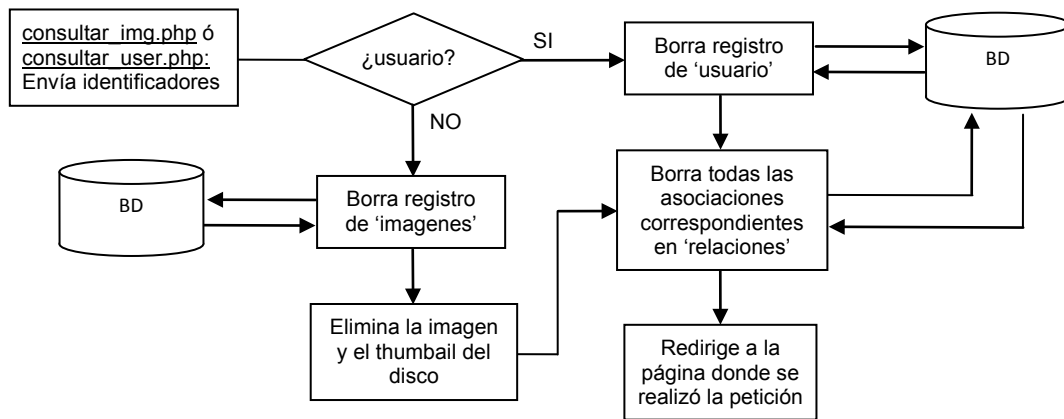 consultar_img.php ó
consultar_user.php:
Envía identificadores
¿usuario?
SI
Borra registro
de ‘usuario’
BD
NO
BD
Borra registro
de ‘imagenes’
Borra todas las
asociaciones
correspondientes
en ‘relaciones’
Elimina la imagen
y el thumbail del
disco
Redirige a la
página donde se
realizó la petición